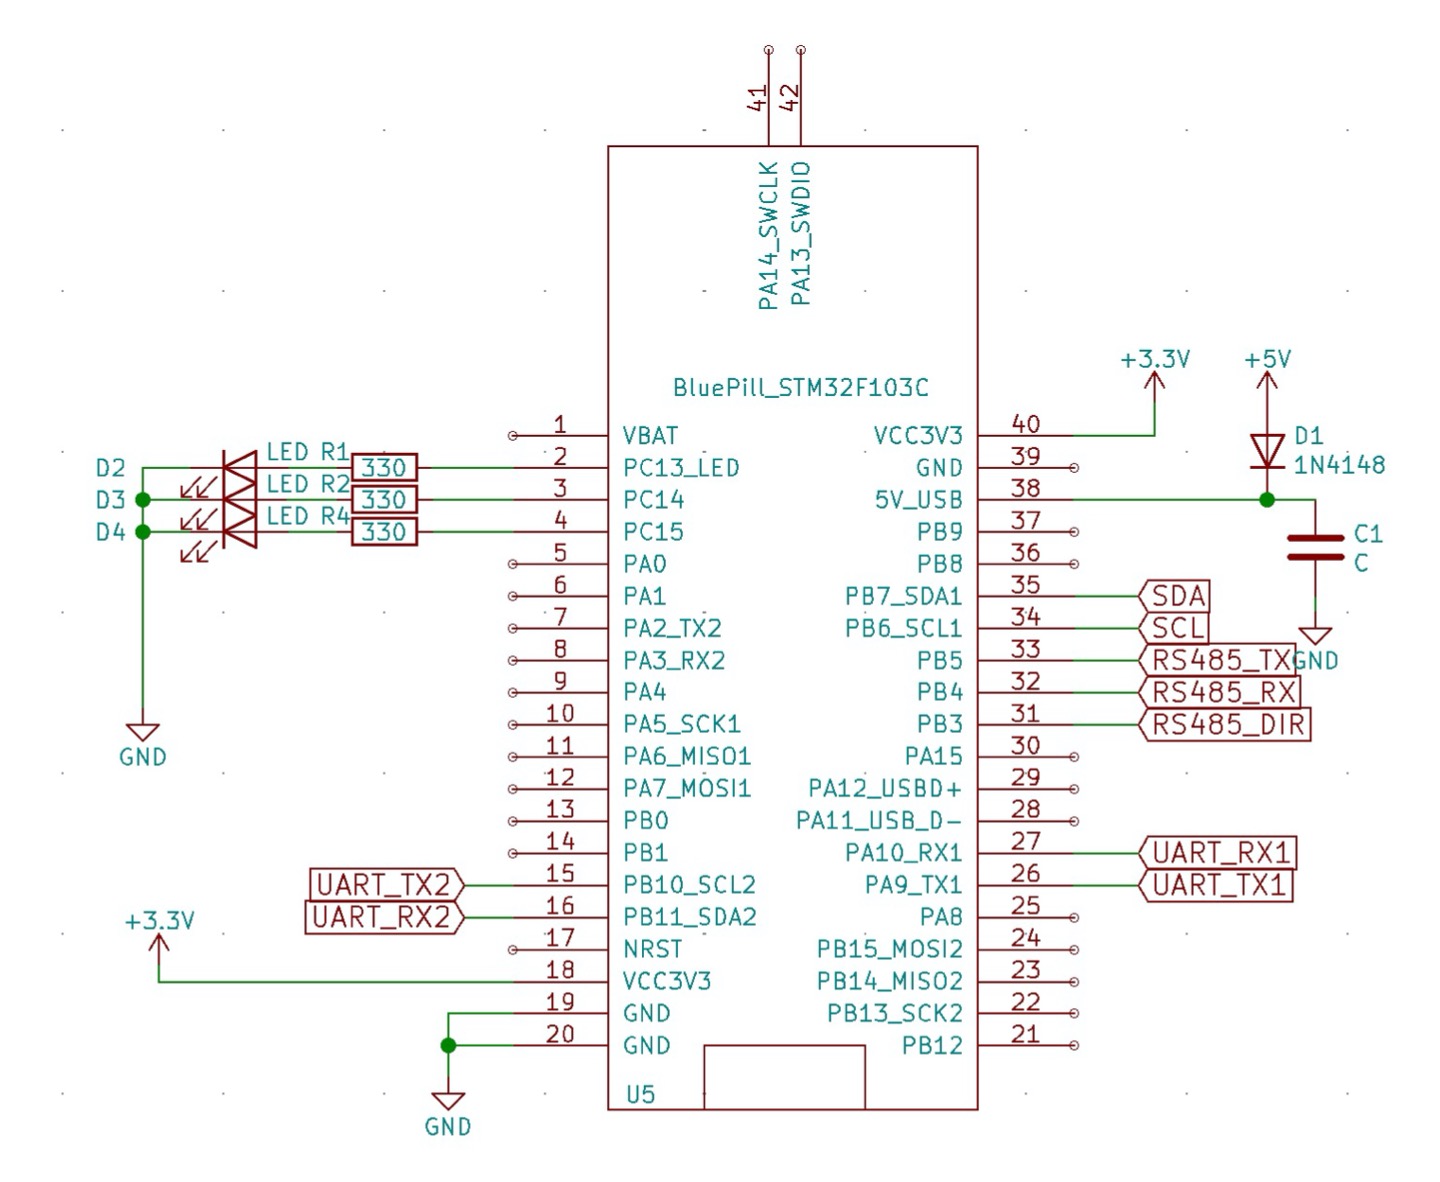 41
42
PA14_SWCLK
PA13_SWDIO
BluePill_STM32F103C
+3.3V
+5V
1 VBAT VCC3V3 40
D2 LED R1 330 2 PC13_LED GND 39
D1
1N4148
D3 LED R2 330 3 PC14 5V_USB 38
D4 LED R4 330 4 PC15 PB9 37
C1
C
5 PA0 PB8 36
6 PA1 PB7_SDA1 35 SDA
7 PA2_TX2 PB6_SCL1 34 SCL
8 PA3_RX2 PB5 33 RS485_TX GND
9 PA4 PB4 32 RS485_RX
10 PA5_SCK1 PB3 31 RS485_DIR
GND
11 PA6_MISO1 PA15 30
12 PA7_MOSI1 PA12_USBD+ 29
13 PB0 PA11_USB_D- 28
14 PB1 PA10_RX1 27 UART_RX1
UART_TX2 15 PB10_SCL2 PA9_TX1 26 UART_TX1
UART_RX2 16 PB11_SDA2 PA8 25
+3.3V
17 NRST PB15_MOSI2 24
18 VCC3V3 PB14_MISO2 23
19 GND PB13_SCK2 22
20 GND PB12 21
U5
GND